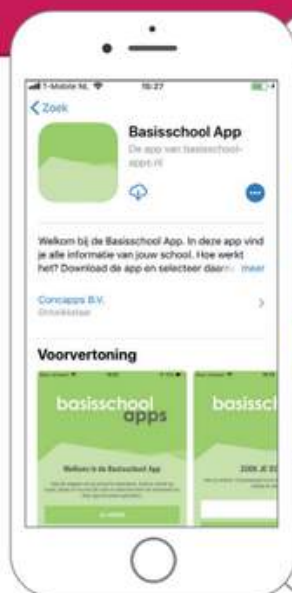 T-Mobile NL
15:27
Zoek
Basisschool App
De app van basisschool-
apps.nl
Welkom bij de Basisschool App. In deze app vind
je alle informatie van jouw school. Hoe werkt
het? Download de app en selecteer daarn meer
Concapps B.V.
Ontwikkelaar
Voorvertoning
basisschool
apps
Welkom in de Basisschool App
basisscl
ZOEK JE